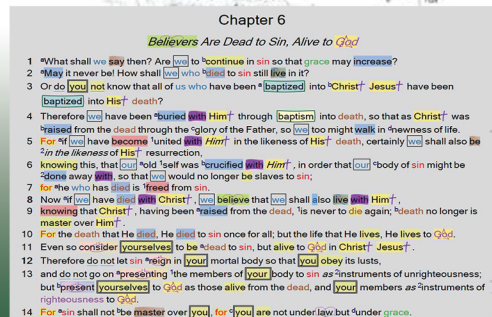 Chapter 6
Believers Are Dead to Sin, Alive to God
1 ᵃWhat shall we say then? Are we to ᵇcontinue in sin so that grace may increase?
2 ᵃMay it never be! How shall we who ᵇdied to sin still live in it?
3 Or do you not know that all of us who have been ᵃbaptized into ᵇChrist Jesus have been
baptized into His death?
4 Therefore we have been ᵃburied with Him through baptism into death, so that as Christ was
ᵇraised from the dead through the ᶜglory of the Father, so we too might walk in ᵈnewness of life.
5 For ᵃif we have become ¹united with Him in the likeness of His death, certainly we shall also be
²in the likeness of His resurrection,
6 knowing this, that our ᵃold ¹self was ᵇcrucified with Him, in order that our ᶜbody of sin might be
²done away with, so that we would no longer be slaves to sin;
7 for ᵃhe who has died is ¹freed from sin.
8 Now ᵃif we have died with Christ, we believe that we shall also live with Him,
knowing that Christ, having been ᵃraised from the dead, ¹is never to die again; ᵇdeath no longer is
master over Him.
10 For the death that He died, He died to sin once for all; but the life that He lives, He lives to God.
11 Even so consider yourselves to be ᵃdead to sin, but alive to God in Christ Jesus.
12 Therefore do not let sin ᵃreign in your mortal body so that you obey its lusts,
13 and do not go on ᵃpresenting ¹the members of your body to sin as ²instruments of unrighteousness;
but ᵇpresent yourselves to God as those alive from the dead, and your members as ²instruments of
righteousness to God.
14 For ᵃsin shall not ᵇbe master over you, for ᶜyou are not under law but ᵈunder grace.